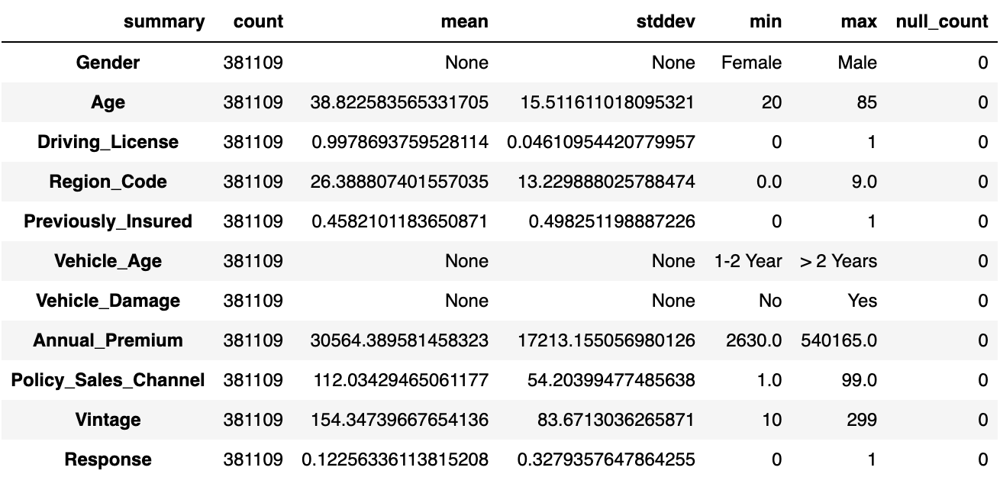 summary count mean stddev min max null_count
Gender 381109 None None Female Male 0
Age 381109 38.822583565331705 15.511611018095321 20 85 0
Driving_License 381109 0.9978693759528114 0.04610954420779957 0 1 0
Region_Code 381109 26.388807401557035 13.229888025788474 0.0 9.0 0
Previously_Insured 381109 0.4582101183650871 0.498251198887226 0 1 0
Vehicle_Age 381109 None None 1-2 Year > 2 Years 0
Vehicle_Damage 381109 None None No Yes 0
Annual_Premium 381109 30564.389581458323 17213.155056980126 2630.0 540165.0 0
Policy_Sales_Channel 381109 112.03429465061177 54.20399477485638 1.0 99.0 0
Vintage 381109 154.34739667654136 83.6713036265871 10 299 0
Response 381109 0.12256336113815208 0.3279357647864255 0 1 0